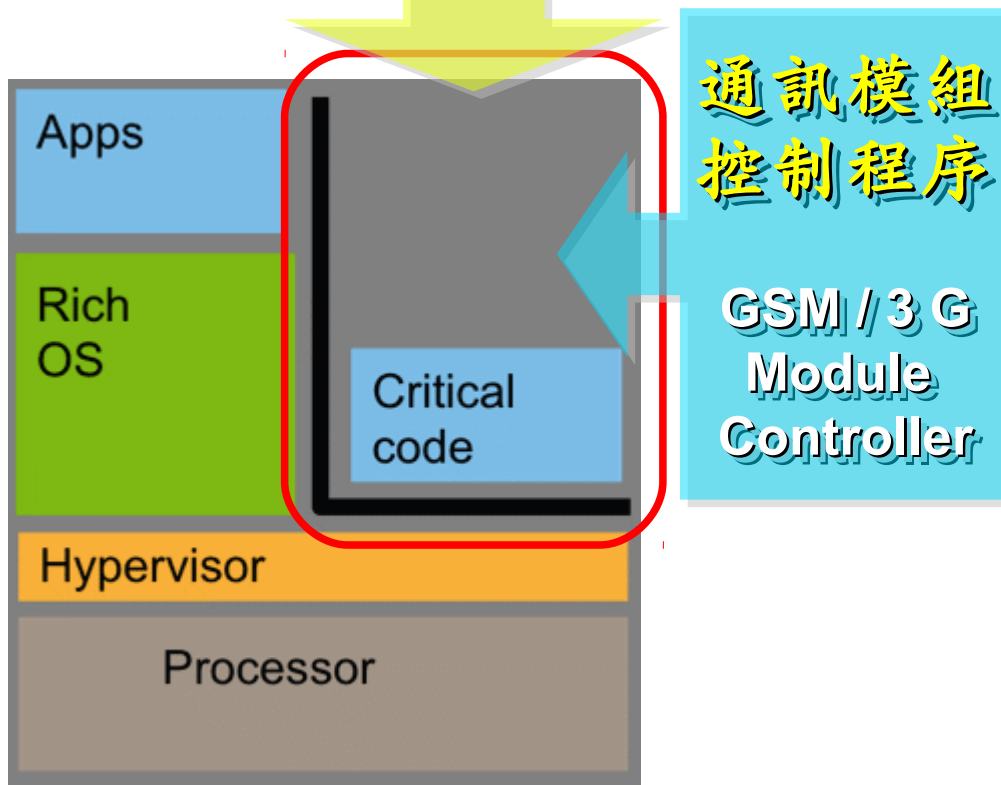 Apps
Rich
OS
Critical
code
Hypervisor
Processor
通訊模組
控制程序
GSM / 3 G
Module
Controller